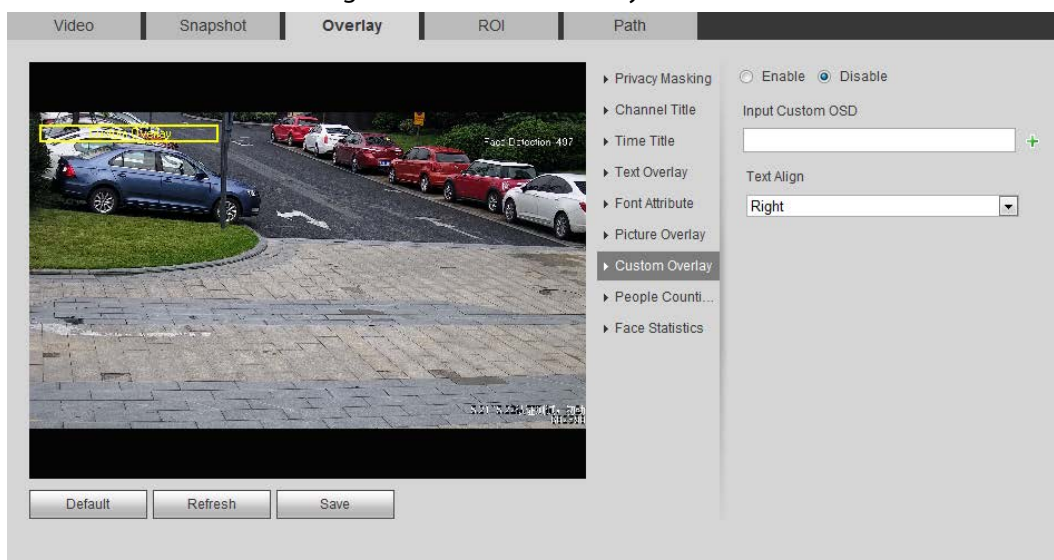 Video Snapshot Overlay ROI Path
Privacy Masking
Channel Title
Time Title
Text Overlay
Font Attribute
Picture Overlay
Custom Overlay
People Counti...
Face Statistics
Enable Disable
Input Custom OSD
Text Align
Right
Custom Overlay
Face Detection 497
Default Refresh Save